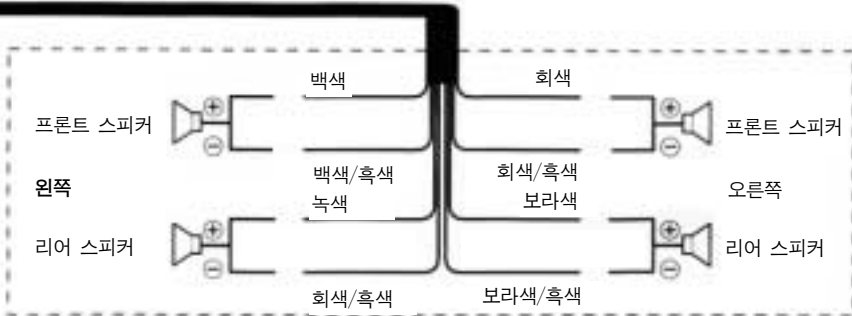 백색
회색
프론트 스피커
프론트 스피커
백색/흑색
회색/흑색
왼쪽
녹색
보라색
오른쪽
리어 스피커
리어 스피커
회색/흑색
보라색/흑색